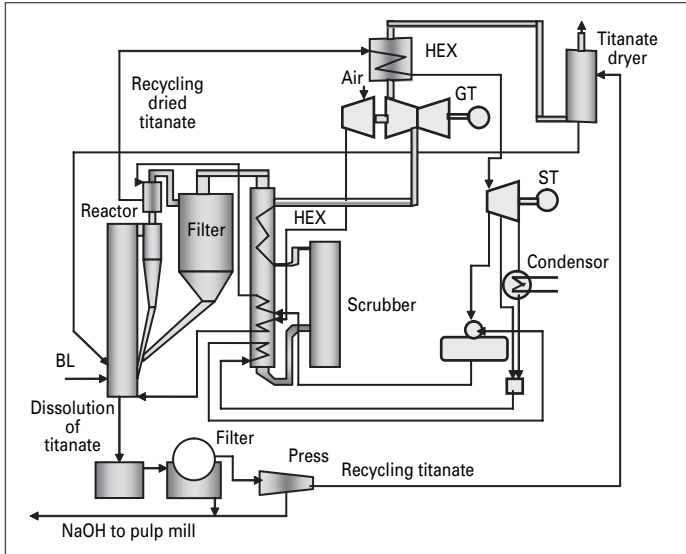 HEX
Titanate
dryer
Recycling
dried
titanate
Air
GT
ST
Reactor
Filter
HEX
Scrubber
Condensor
BL
Dissolution
of
titanate
Filter
Press
Recycling titanate
NaOH to pulp mill